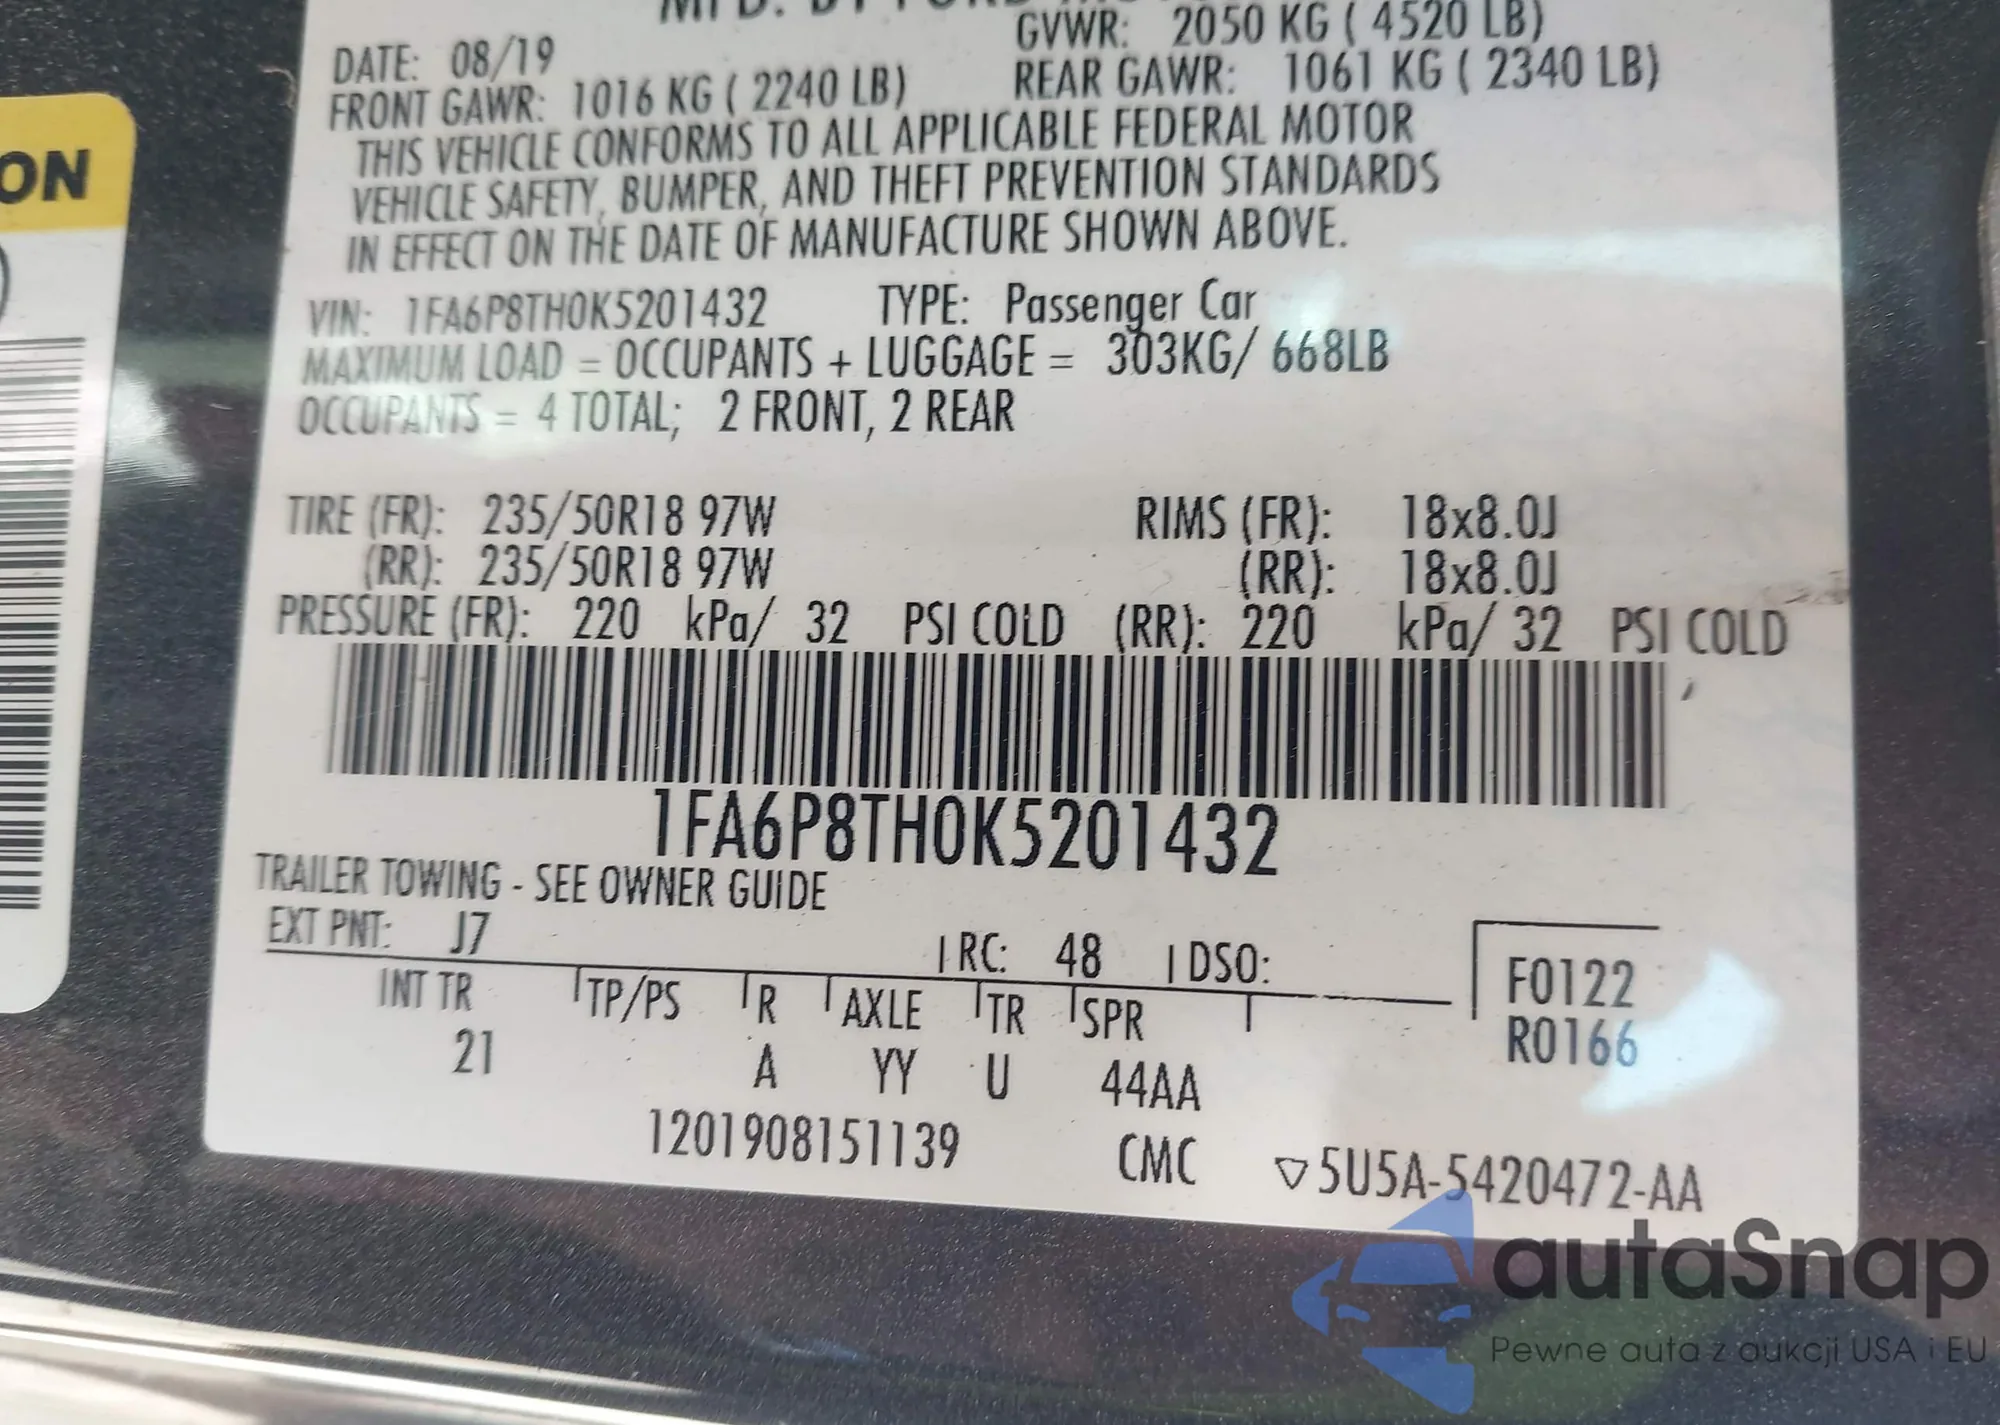 MFD. BY FORD MO
DATE: 08/19
GVWR: 2050 KG ( 4520 LB)
FRONT GAWR: 1016 KG ( 2240 LB)
REAR GAWR: 1061 KG ( 2340 LB)
THIS VEHICLE CONFORMS TO ALL APPLICABLE FEDERAL MOTOR
VEHICLE SAFETY, BUMPER, AND THEFT PREVENTION STANDARDS
IN EFFECT ON THE DATE OF MANUFACTURE SHOWN ABOVE.
VIN: 1FA6P8TH0K5201432 TYPE: Passenger Car
MAXIMUM LOAD = OCCUPANTS + LUGGAGE = 303KG/ 668LB
OCCUPANTS = 4 TOTAL; 2 FRONT, 2 REAR
TIRE (FR): 235/50R18 97W RIMS (FR): 18x8.0J
(RR): 235/50R18 97W (RR): 18x8.0J
PRESSURE (FR): 220 kPa/ 32 PSI COLD (RR): 220 kPa/ 32 PSI COLD
1FA6P8TH0K5201432
TRAILER TOWING - SEE OWNER GUIDE
EXT PNT: J7 RC: 48 DSO:
F0122
R0166
INT TR TP/PS R AXLE TR SPR
21 A YY U 44AA
1201908151139 CMC ▽5U5A-5420472-AA
ON
autaSnap
Pewne auta z aukcji USA i EU